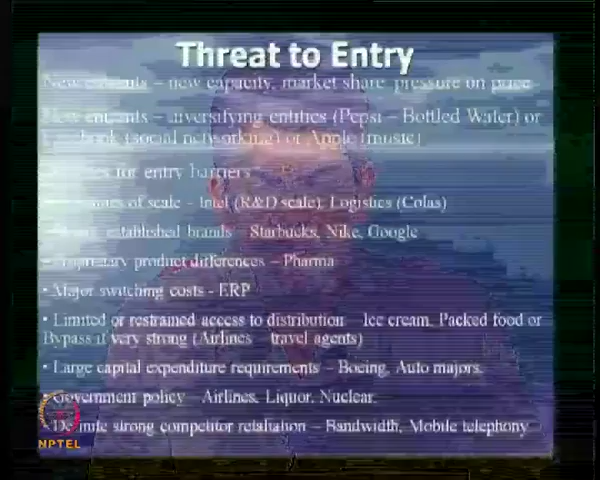 Threat to Entry
New entrants – new capacity, market share pressure on price
New entrants – diversifying entities (Pepsi – Bottled Water) or
(social networking) or Apple (music)
for entry barriers
of scale – Intel (R&D scale), Logistics (Colas)
established brands – Starbucks, Nike, Google
Proprietary product differences – Pharma
• Major switching costs - ERP
• Limited or restrained access to distribution – Ice cream, Packed food or
Bypass if very strong (Airlines – travel agents)
• Large capital expenditure requirements – Boeing, Auto majors.
Government policy – Airlines, Liquor, Nuclear.
• Definite strong competitor retaliation – Bandwidth, Mobile telephony
NPTEL